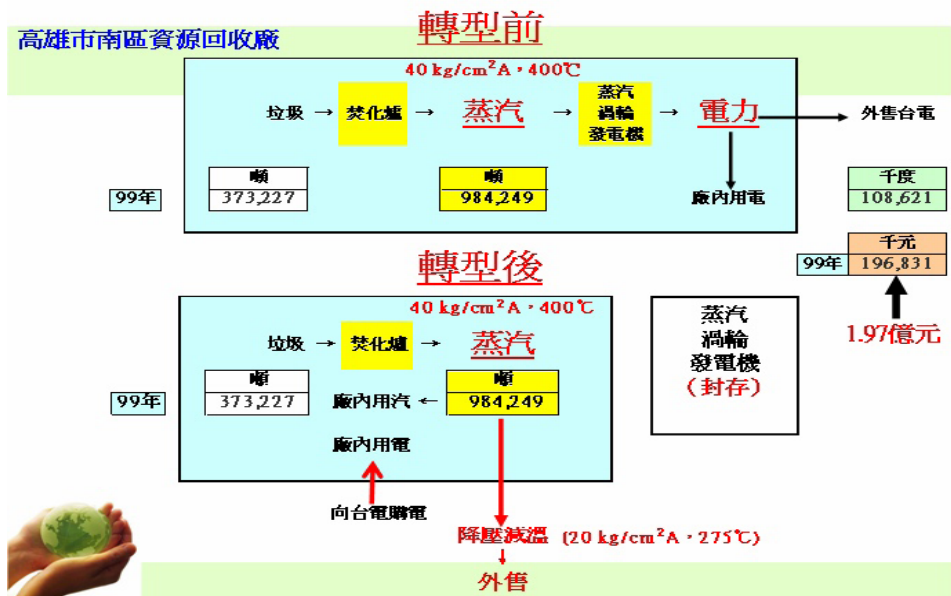 轉型前
高雄市南區資源回收廠
40 kg/cm²A，400℃
垃圾 → 焚化爐 → 蒸汽 → 蒸汽渦輪發電機 → 電力 → 外售台電
99年
噸
373,227
噸
984,249
廠內用電
千度
108,621
千元
99年 196,831
1.97億元
轉型後
40 kg/cm²A，400℃
垃圾 → 焚化爐 → 蒸汽
99年
噸
373,227
廠內用汽 ←
噸
984,249
廠內用電
向台電購電
蒸汽
渦輪
發電機
(封存)
降壓減溫 (20 kg/cm²A，275℃)
外售